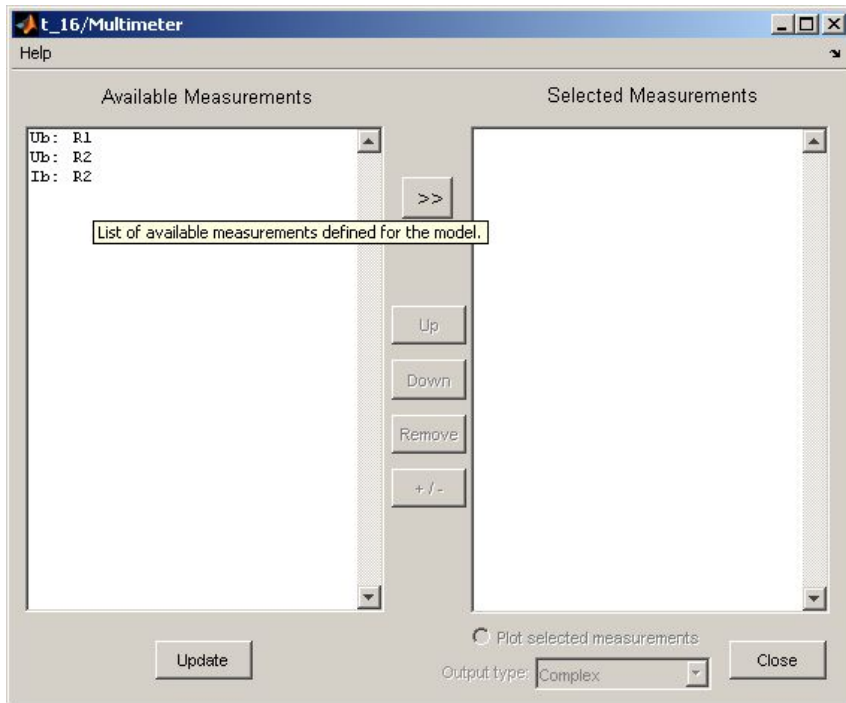 t_16/Multimeter
Help
Available Measurements
Selected Measurements
Ub: R1
Ub: R2
Ib: R2
>>
List of available measurements defined for the model.
Up
Down
Remove
+ / -
Plot selected measurements
Update
Output type: Complex
Close